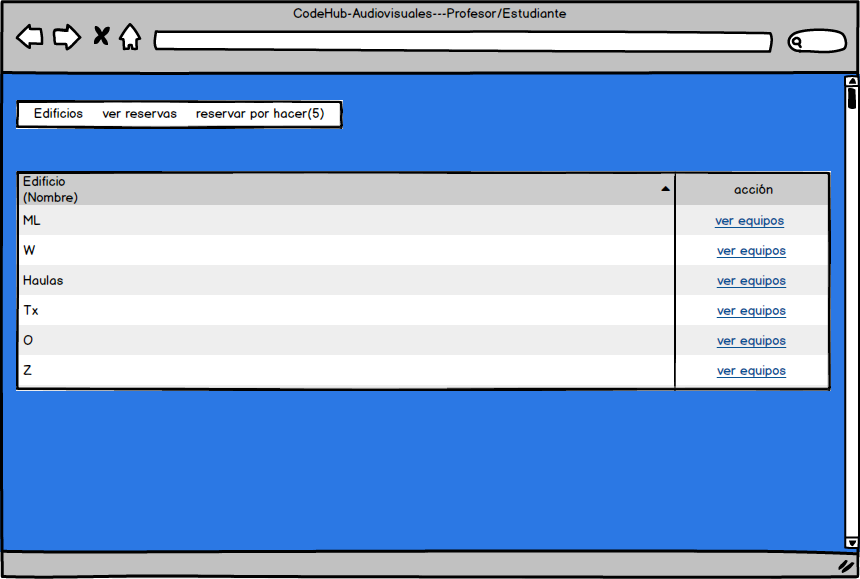 CodeHub-Audiovisuales---Profesor/Estudiante
Edificios ver reservas reservar por hacer(5)
Edificio
(Nombre) acción
ML ver equipos
W ver equipos
Haulas ver equipos
Tx ver equipos
O ver equipos
Z ver equipos